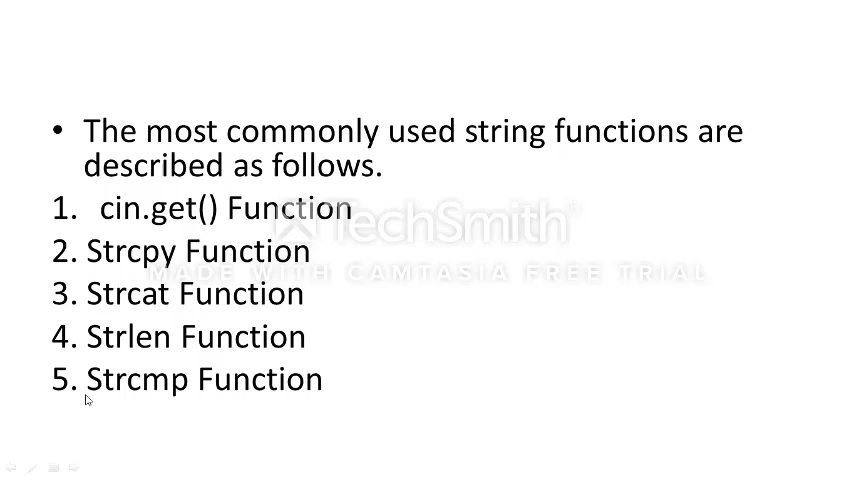 • The most commonly used string functions are
described as follows.
1. cin.get() Function
TechSmith
2. Strcpy Function
MADE WITH CAMTASIA FREE TRIAL
3. Strcat Function
4. Strlen Function
5. Strcmp Function